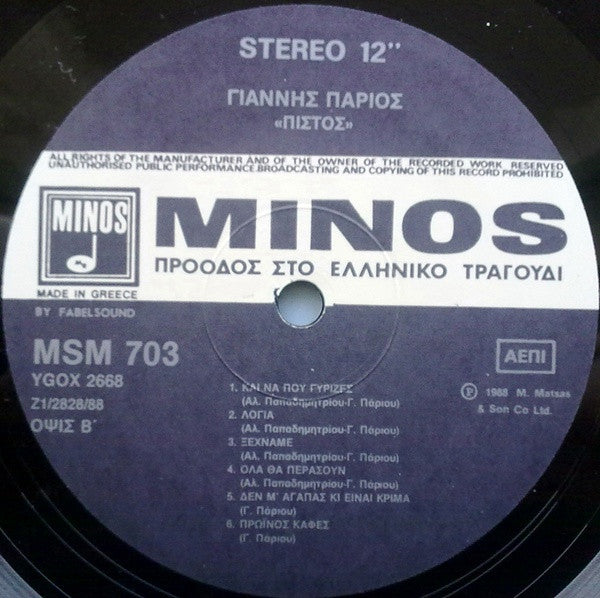 STEREO 12"
ΓΙΑΝΝΗΣ ΠΑΡΙΟΣ
«ΠΙΣΤΟΣ»
ALL RIGHTS OF THE MANUFACTURER AND OF THE OWNER OF THE RECORDED WORK RESERVED
UNAUTHORISED PUBLIC PERFORMANCE BROADCASTING AND COPYING OF THIS RECORD PROHIBITED
MINOS
MINOS
ΠΡΟΟΔΟΣ ΣΤΟ ΕΛΛΗΝΙΚΟ ΤΡΑΓΟΥΔΙ
MADE IN GREECE
BY FABELSOUND
MSM 703
YGOX 2668
Ζ1/2828/88
ΟΨΙΣ Β΄
ΑΕΠΙ
℗ 1988 M. Matsas
& Son Co Ltd.
1. ΚΑΙ ΝΑ ΠΟΥ ΓΥΡΙΖΕΣ
(Αλ. Παπαδημητρίου-Γ. Πάριου)
2. ΛΟΓΙΑ
(Αλ. Παπαδημητρίου-Γ. Πάριου)
3. ΞΕΧΝΑΜΕ
(Αλ. Παπαδημητρίου-Γ. Πάριου)
4. ΟΛΑ ΘΑ ΠΕΡΑΣΟΥΝ
(Αλ. Παπαδημητρίου-Γ. Πάριου)
5. ΔΕΝ Μ' ΑΓΑΠΑΣ ΚΙ ΕΙΝΑΙ ΚΡΙΜΑ
(Γ. Πάριου)
6. ΠΡΩΪΝΟΣ ΚΑΦΕΣ
(Γ. Πάριου)